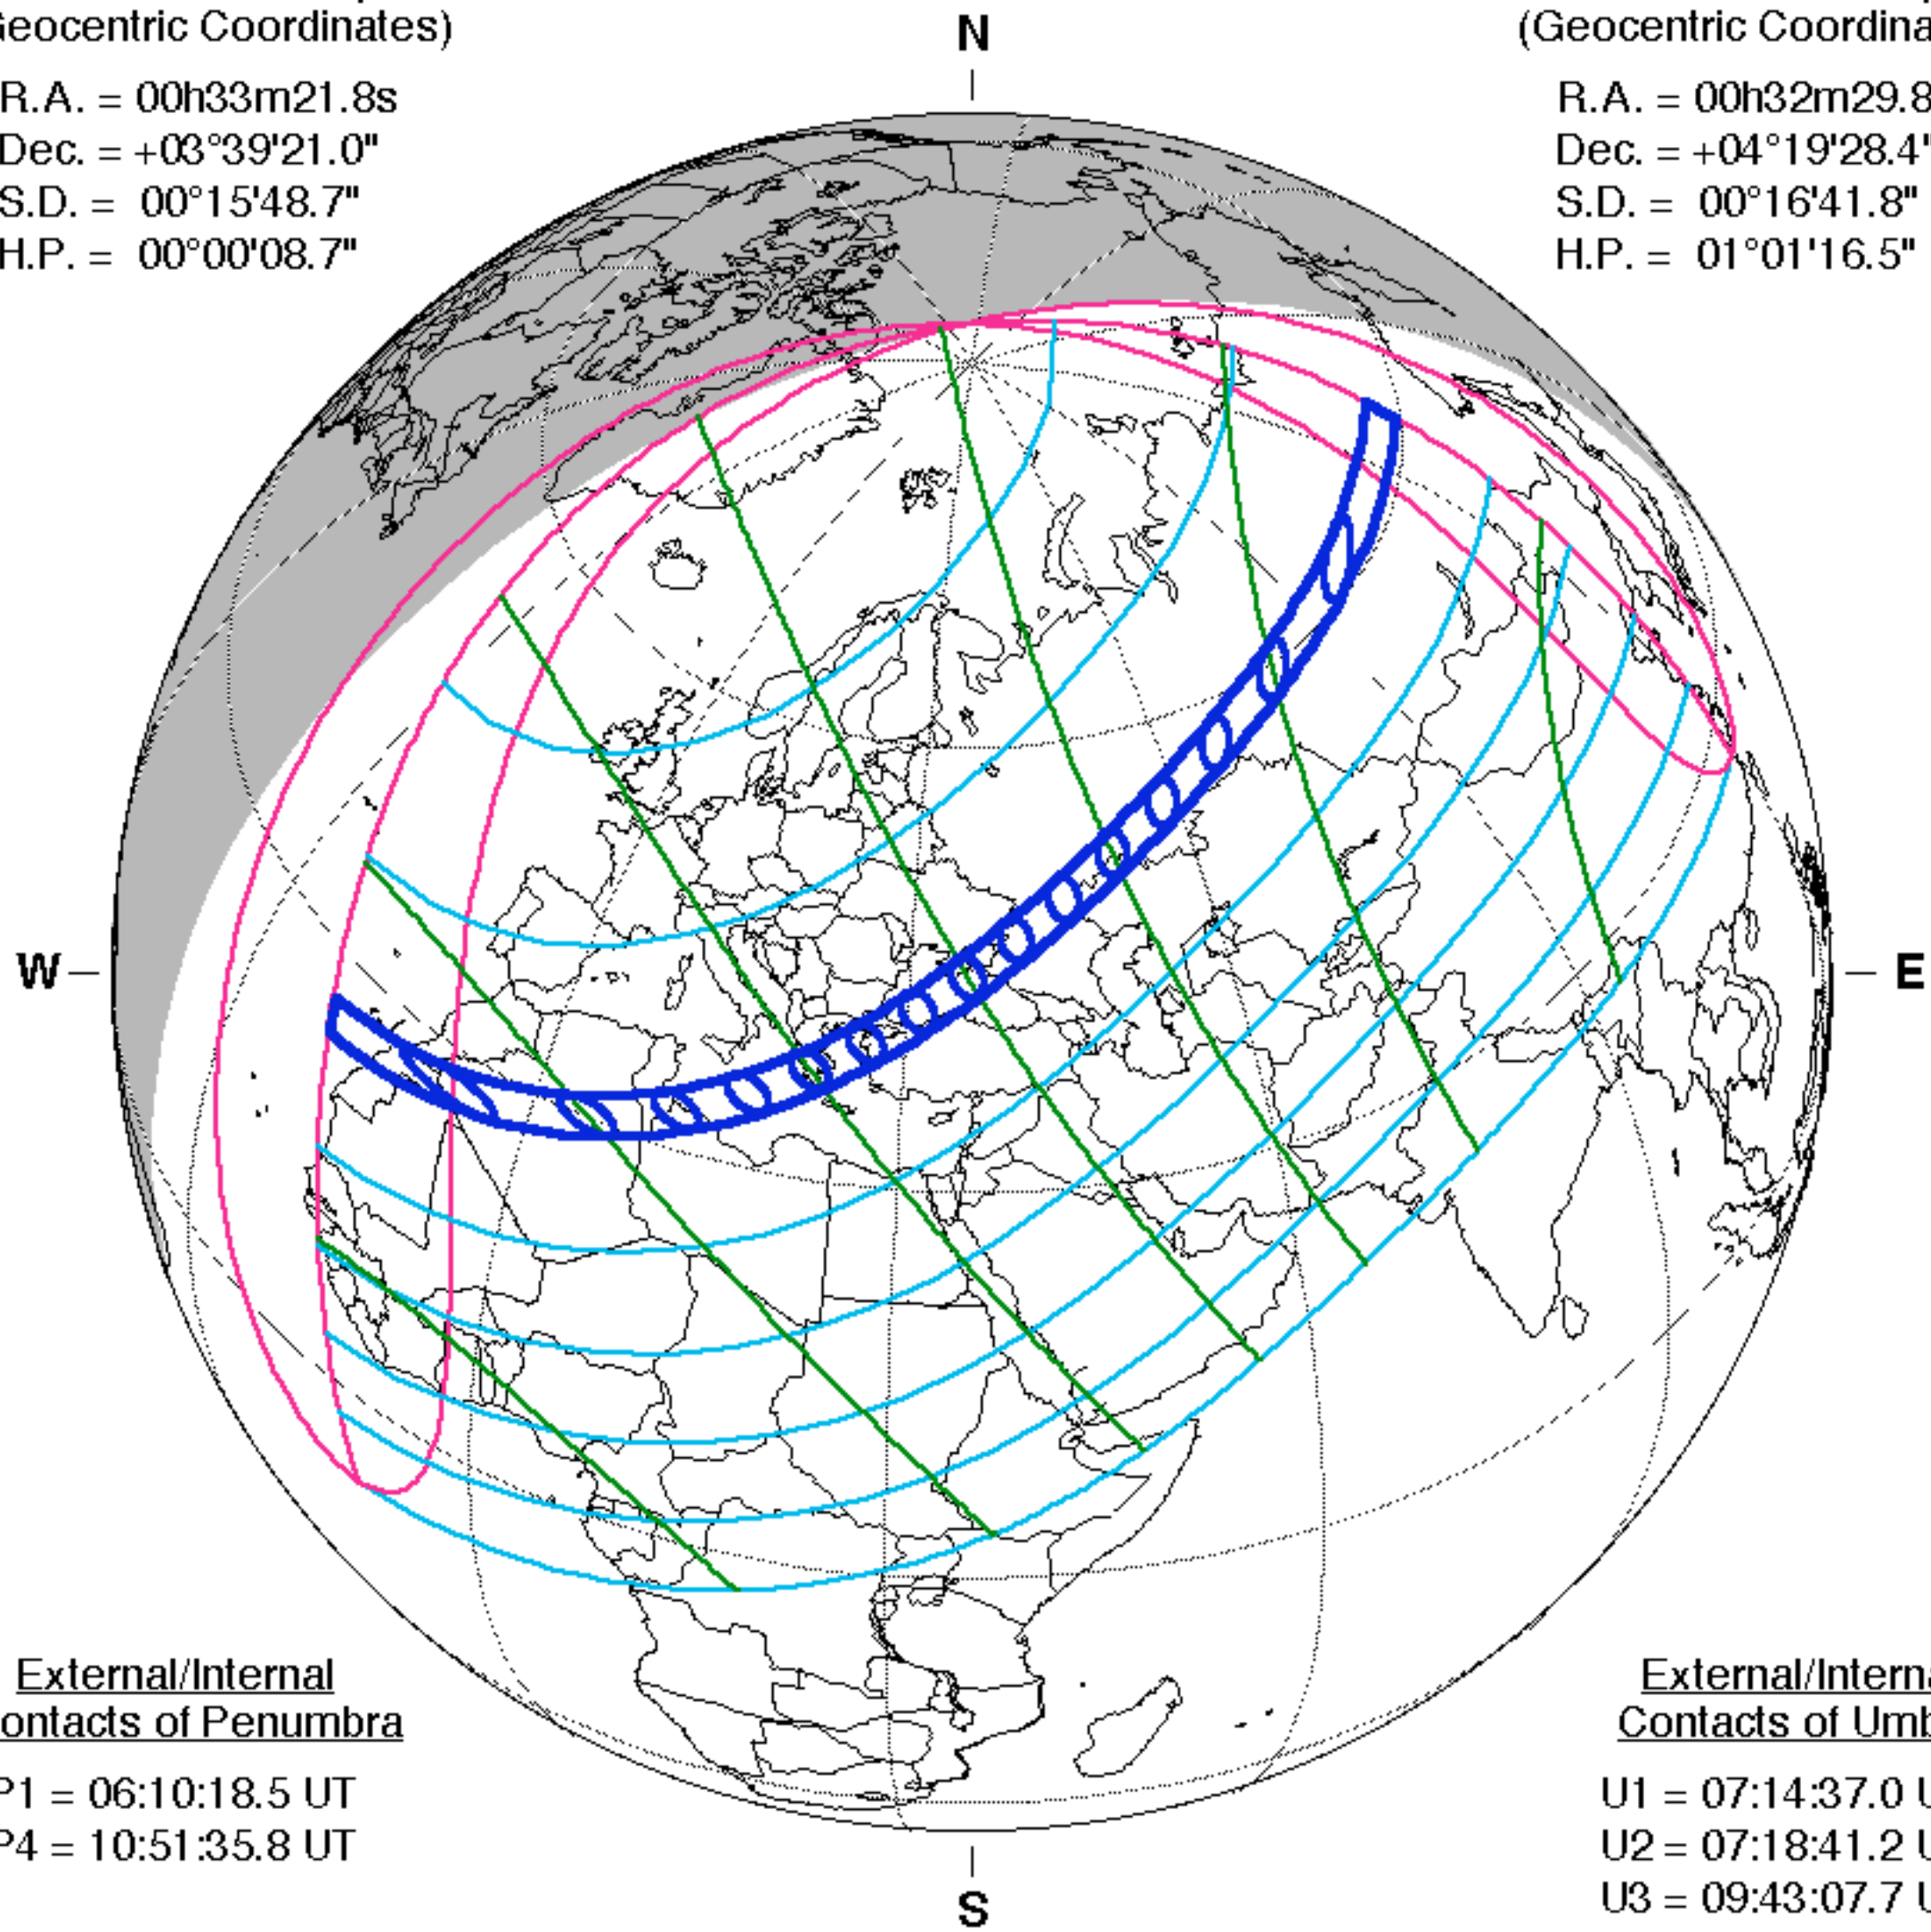 eocentric Coordinates)
R.A. = 00h33m21.8s
Dec. = +03°39'21.0"
S.D. = 00°15'48.7"
H.P. = 00°00'08.7"
N
(Geocentric Coordina
R.A. = 00h32m29.8
Dec. = +04°19'28.4"
S.D. = 00°16'41.8"
H.P. = 01°01'16.5"
W
E
External/Internal
ontacts of Penumbra
P1 = 06:10:18.5 UT
P4 = 10:51:35.8 UT
External/Interna
Contacts of Umb
U1 = 07:14:37.0 U
U2 = 07:18:41.2 U
U3 = 09:43:07.7 U
S